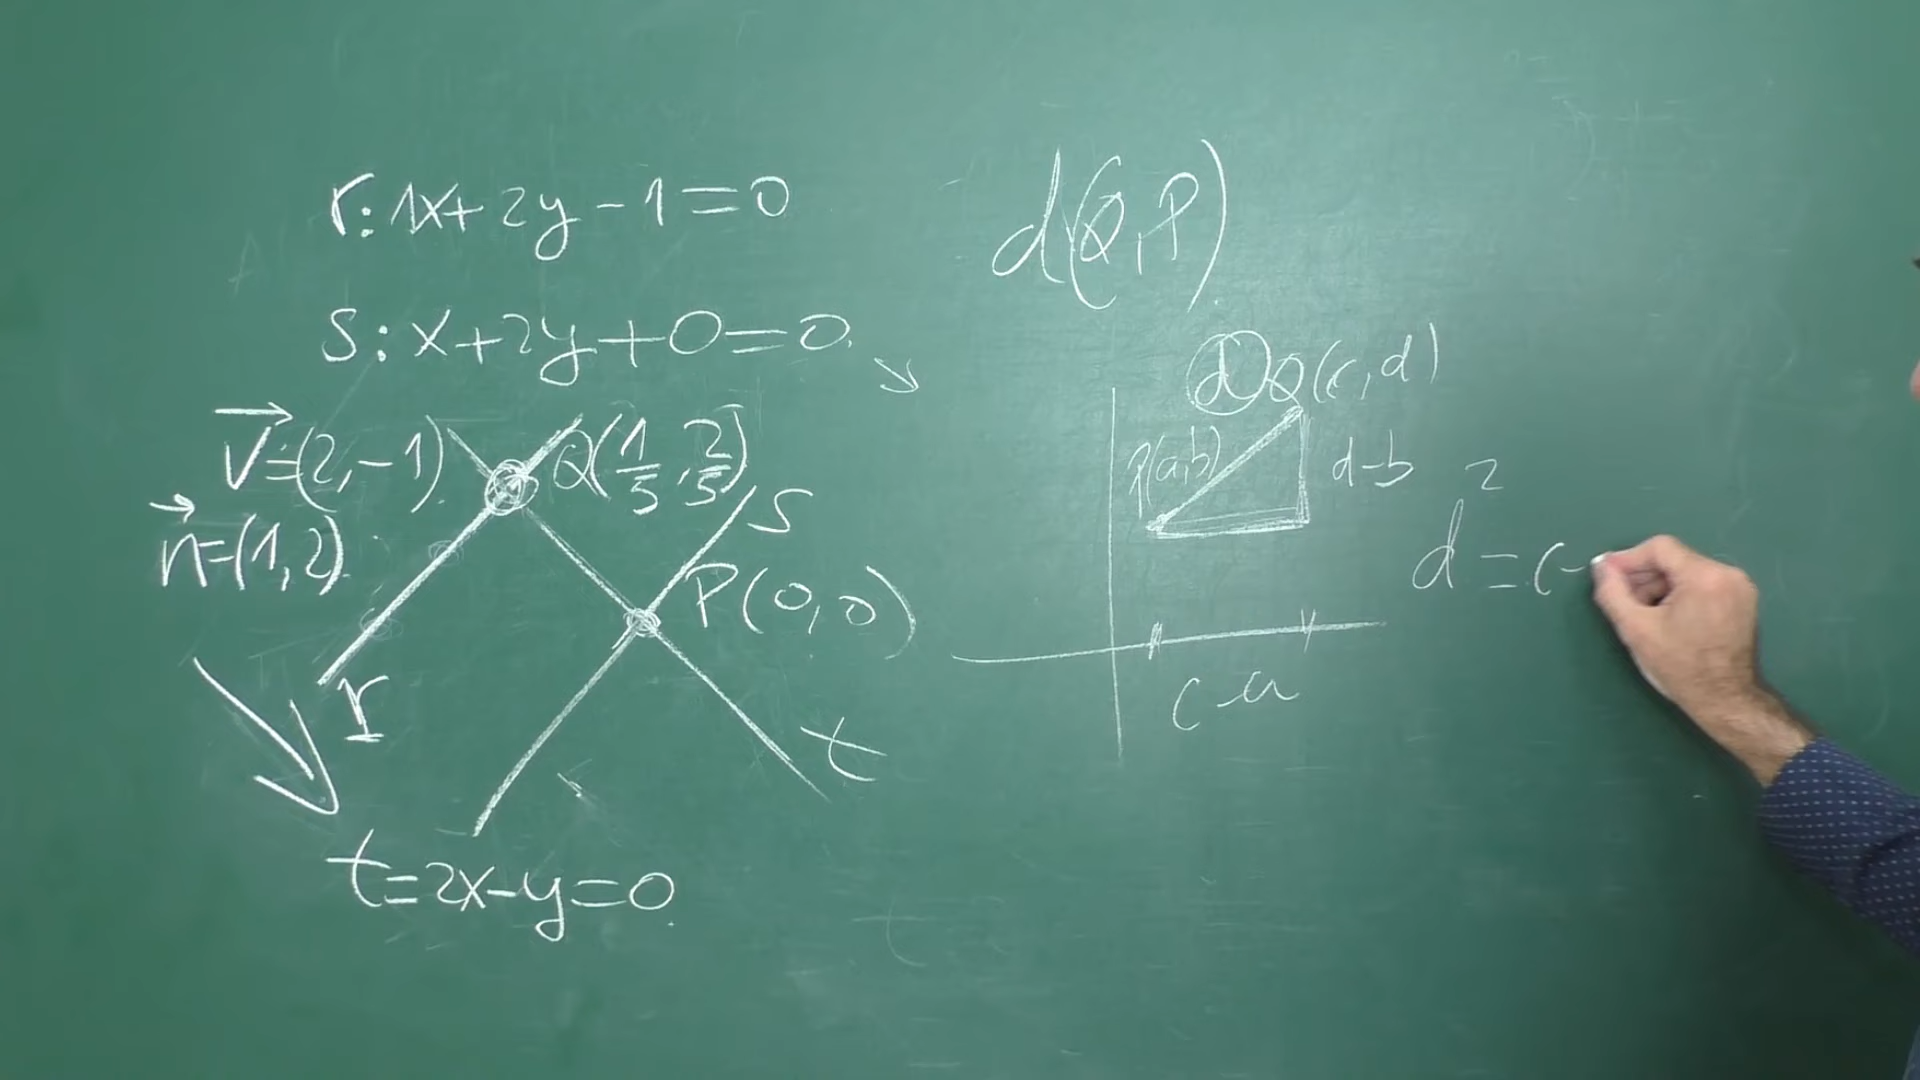 r: 1x+2y-1=0
s: x+2y+0=0
v=(2,-1)
n=(1,2)
Q(1/5, 2/5)
s
P(0,0)
r
t
t=2x-y=0
d(Q,P)
d
Q(c,d)
P(a,b)
d-b
c-a
d²=(-